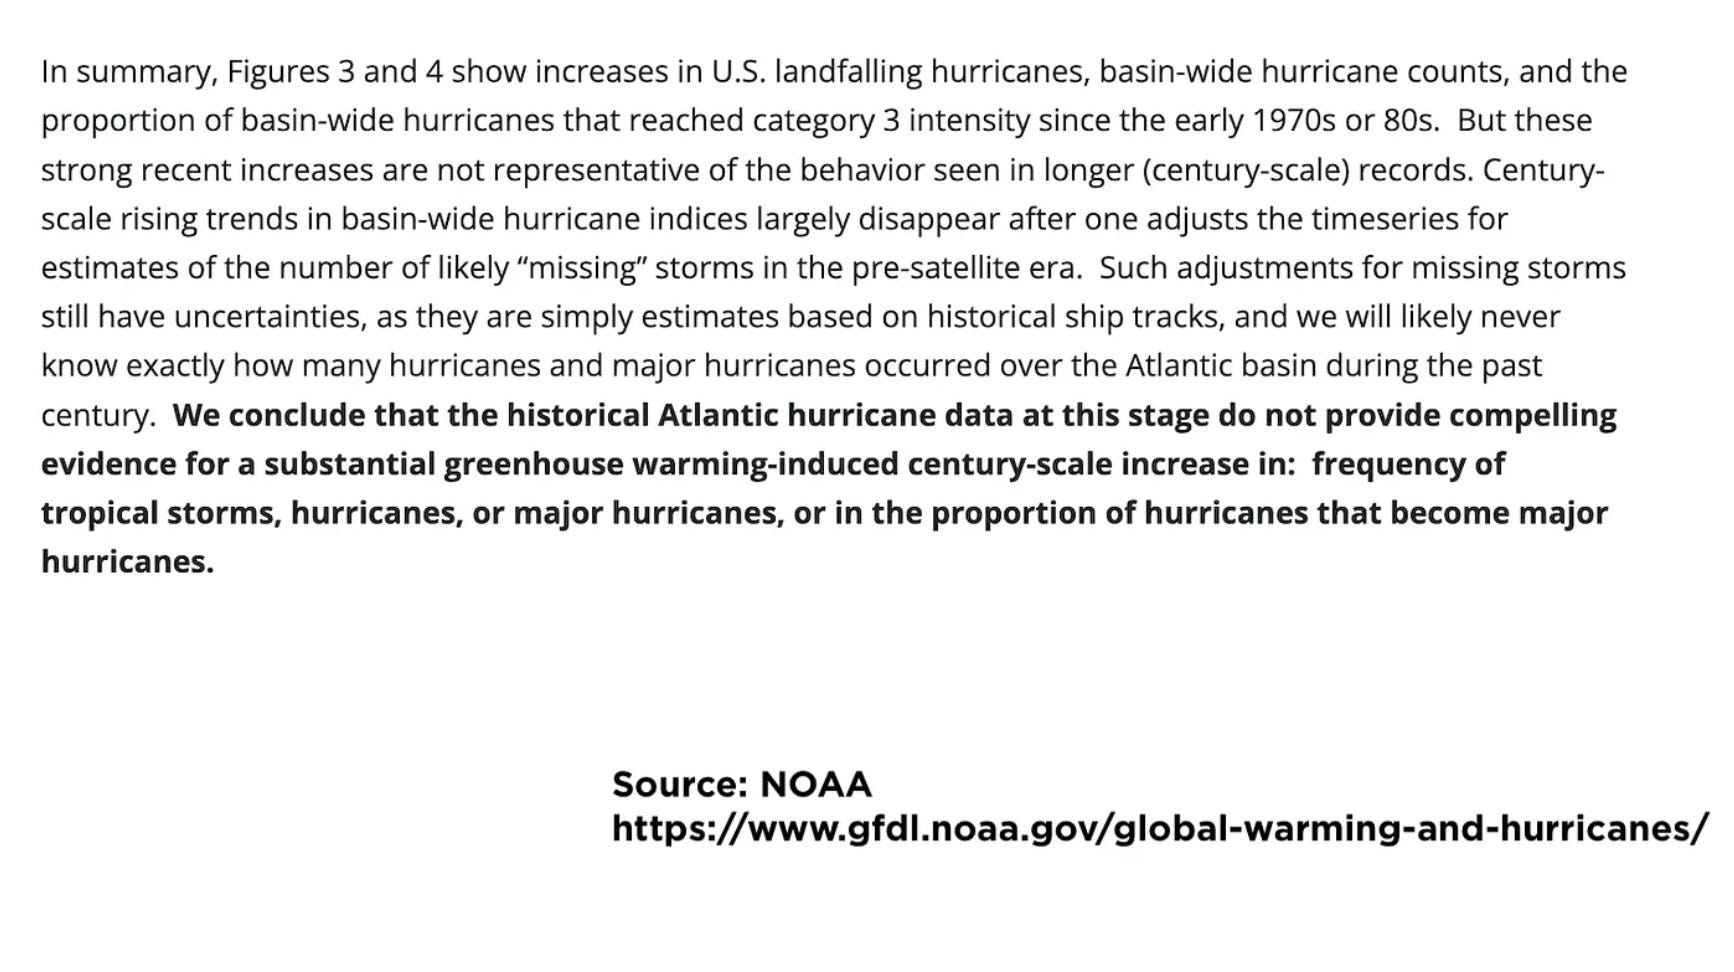 In summary, Figures 3 and 4 show increases in U.S. landfalling hurricanes, basin-wide hurricane counts, and the
proportion of basin-wide hurricanes that reached category 3 intensity since the early 1970s or 80s.  But these
strong recent increases are not representative of the behavior seen in longer (century-scale) records. Century-
scale rising trends in basin-wide hurricane indices largely disappear after one adjusts the timeseries for
estimates of the number of likely “missing” storms in the pre-satellite era.  Such adjustments for missing storms
still have uncertainties, as they are simply estimates based on historical ship tracks, and we will likely never
know exactly how many hurricanes and major hurricanes occurred over the Atlantic basin during the past
century.  We conclude that the historical Atlantic hurricane data at this stage do not provide compelling
evidence for a substantial greenhouse warming-induced century-scale increase in:  frequency of
tropical storms, hurricanes, or major hurricanes, or in the proportion of hurricanes that become major
hurricanes.
Source: NOAA
https://www.gfdl.noaa.gov/global-warming-and-hurricanes/